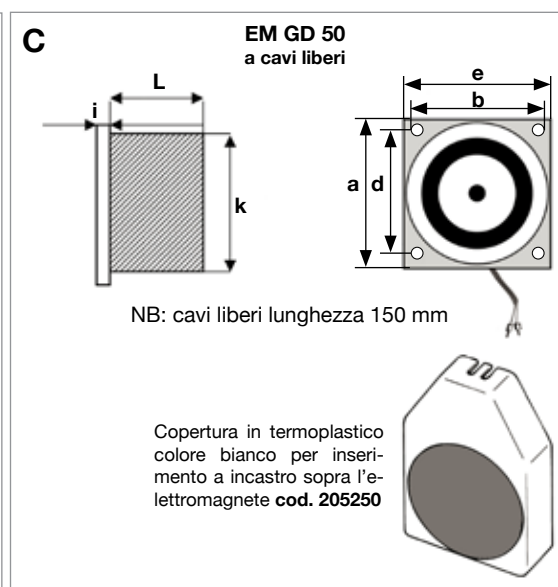 C
EM GD 50
a cavi liberi
i
L
k
e
b
a
d
NB: cavi liberi lunghezza 150 mm
Copertura in termoplastico
colore bianco per inseri-
mento a incastro sopra l'e-
lettromagnete cod. 205250